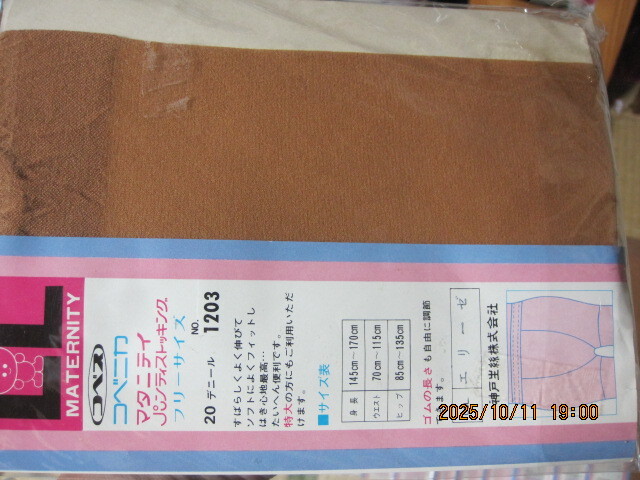 L
MATERNITY
コベス
コベニカ
マタニティ
パンティストッキング
フリーサイズ
20 デニール NO. 1203
すばらしくよく伸びて
ソフトによくフィットし
はき心地最高…
たいへん便利です。
特大の方にもご利用いただ
けます。
■サイズ表
身長 145cm〜170cm
ウエスト 70cm〜115cm
ヒップ 85cm〜135cm
ゴムの長さも自由に調節
できます。
エリーゼ
神戸生絲株式会社
2025/10/11 19:00